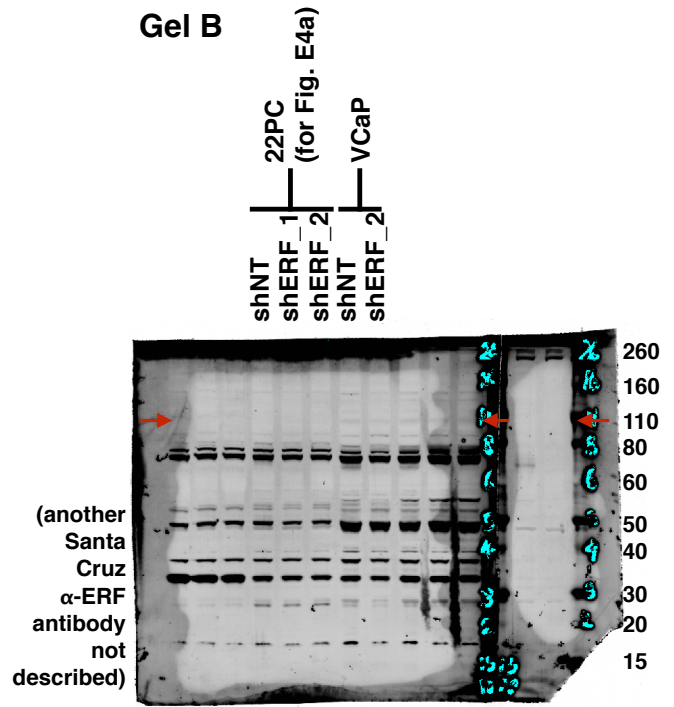 Gel B
22PC
(for Fig. E4a)
VCaP
shNT
shERF_1
shERF_2
shNT
shERF_2
260
160
110
80
60
50
40
30
20
15
(another
Santa
Cruz
α-ERF
antibody
not
described)